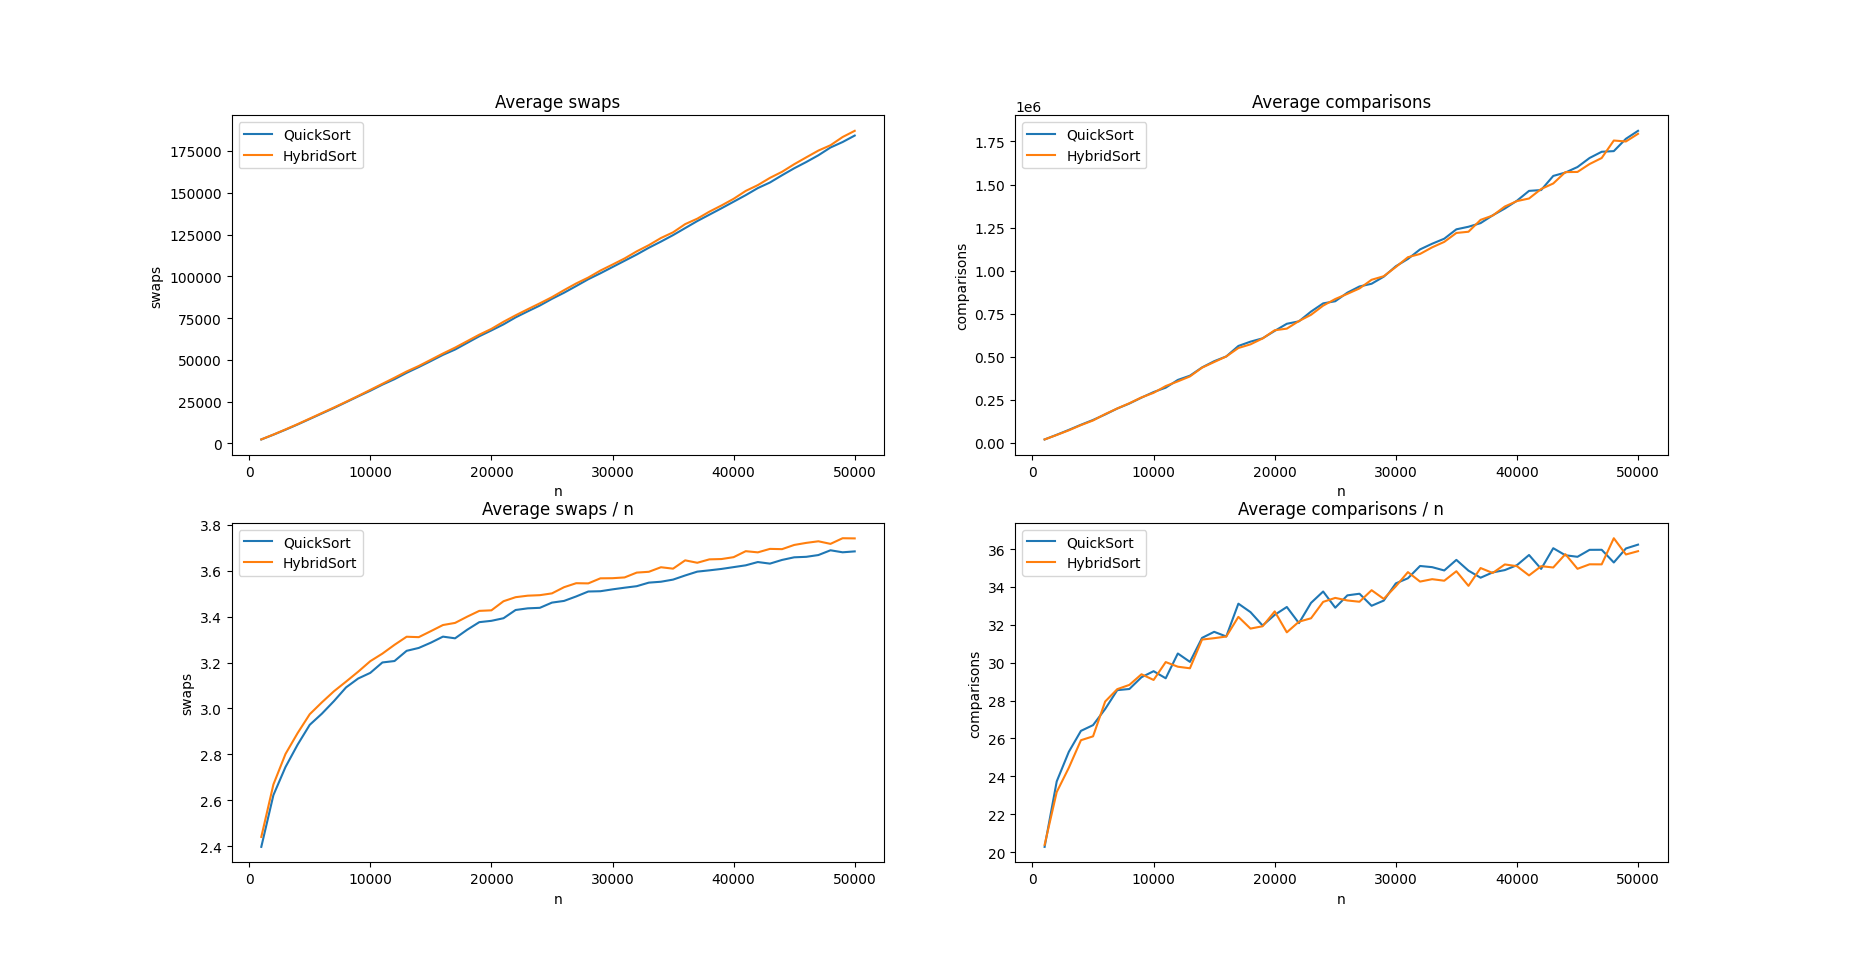 Average swaps
QuickSort
HybridSort
175000
150000
125000
100000
75000
50000
25000
0
swaps
0 10000 20000 30000 40000 50000
n
Average comparisons
1e6
QuickSort
HybridSort
1.75
1.50
1.25
1.00
0.75
0.50
0.25
0.00
comparisons
0 10000 20000 30000 40000 50000
n
Average swaps / n
QuickSort
HybridSort
3.8
3.6
3.4
3.2
3.0
2.8
2.6
2.4
swaps
0 10000 20000 30000 40000 50000
n
Average comparisons / n
QuickSort
HybridSort
36
34
32
30
28
26
24
22
20
comparisons
0 10000 20000 30000 40000 50000
n